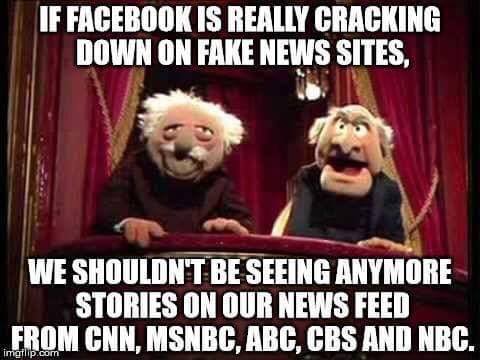 IF FACEBOOK IS REALLY CRACKING
DOWN ON FAKE NEWS SITES,
WE SHOULDN'T BE SEEING ANYMORE
STORIES ON OUR NEWS FEED
FROM CNN, MSNBC, ABC, CBS AND NBC.
imgflip.com